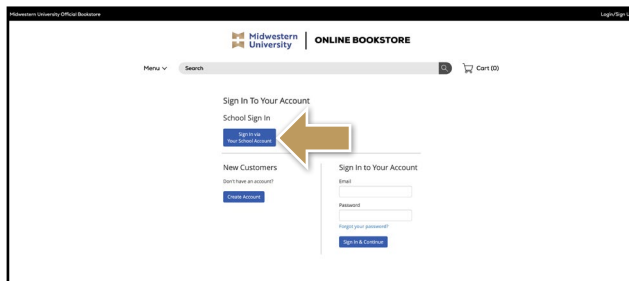 Midwestern University Official Bookstore
Login/Sign U
Midwestern
University
ONLINE BOOKSTORE
Menu
Search
Cart (0)
Sign In To Your Account
School Sign In
Sign In via
Your School Account
New Customers
Don't have an account?
Create Account
Sign In to Your Account
Email
Password
Forgot your password?
Sign In & Continue